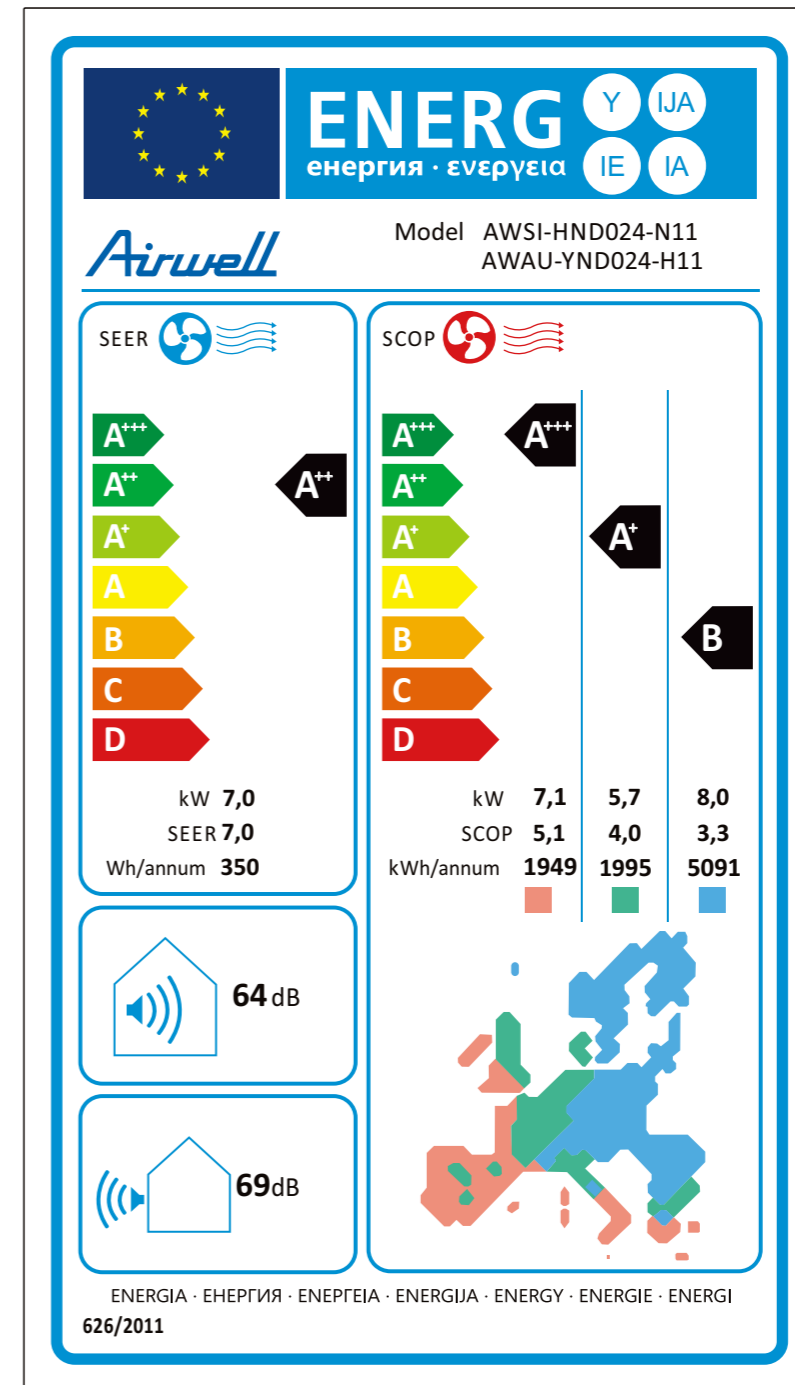 ENERG
енергия · ενεργεια
Y IJA
IE IA
Airwell
Model AWSI-HND024-N11
AWAU-YND024-H11
SEER
A+++
A++
A+
A
B
C
D
A++
kW 7,0
SEER 7,0
Wh/annum 350
SCOP
A+++
A++
A+
A
B
C
D
A+++
A+
B
kW 7,1 5,7 8,0
SCOP 5,1 4,0 3,3
kWh/annum 1949 1995 5091
64 dB
69dB
ENERGIA · ЕНЕРГИЯ · ΕΝΕΡΓΕΙΑ · ENERGIJA · ENERGY · ENERGIE · ENERGI
626/2011